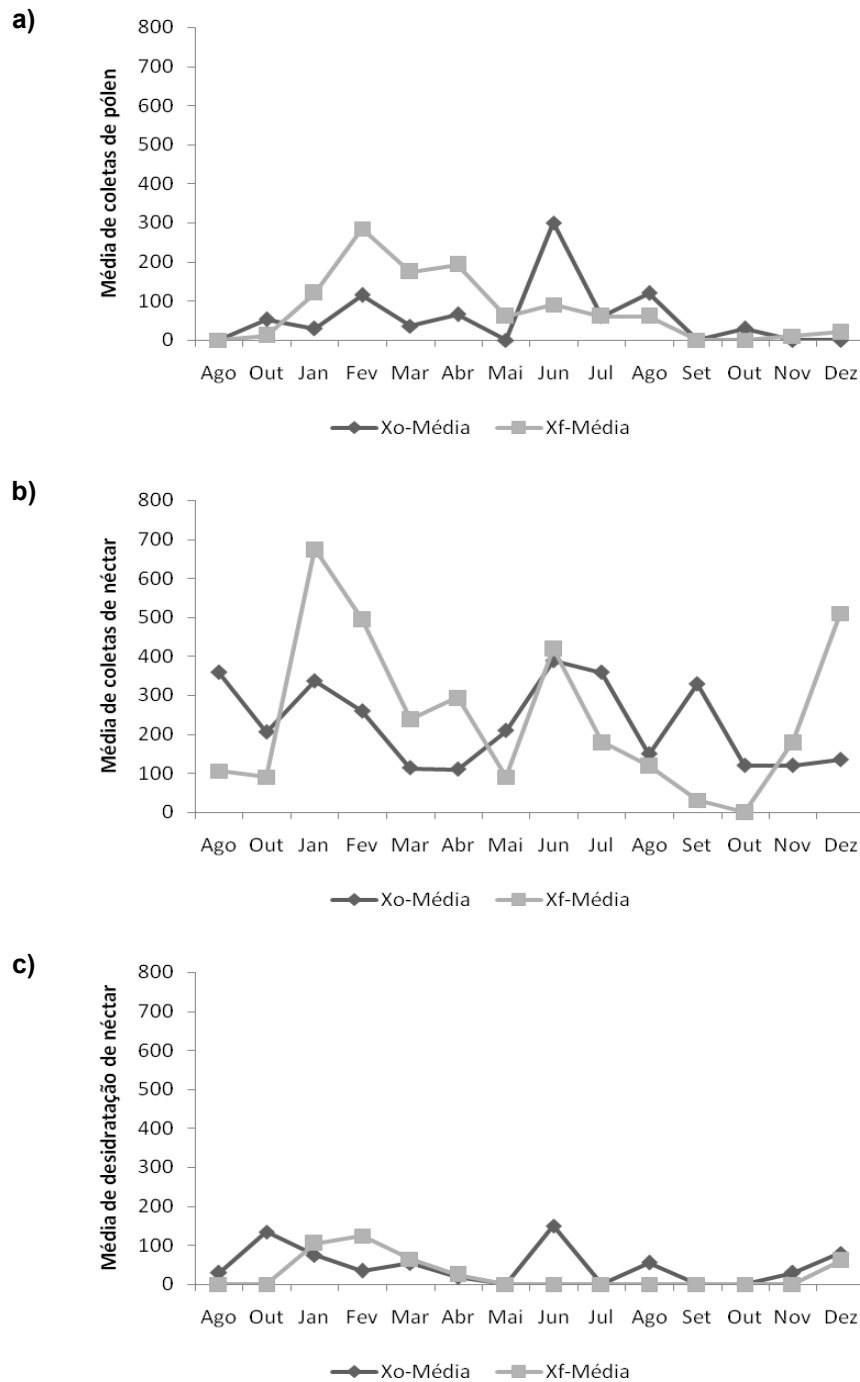 a)
Média de coletas de pólen
800
700
600
500
400
300
200
100
0
Ago Out Jan Fev Mar Abr Mai Jun Jul Ago Set Out Nov Dez
Xo-Média Xf-Média
b)
Média de coletas de néctar
800
700
600
500
400
300
200
100
0
Ago Out Jan Fev Mar Abr Mai Jun Jul Ago Set Out Nov Dez
Xo-Média Xf-Média
c)
Média de desidratação de néctar
800
700
600
500
400
300
200
100
0
Ago Out Jan Fev Mar Abr Mai Jun Jul Ago Set Out Nov Dez
Xo-Média Xf-Média